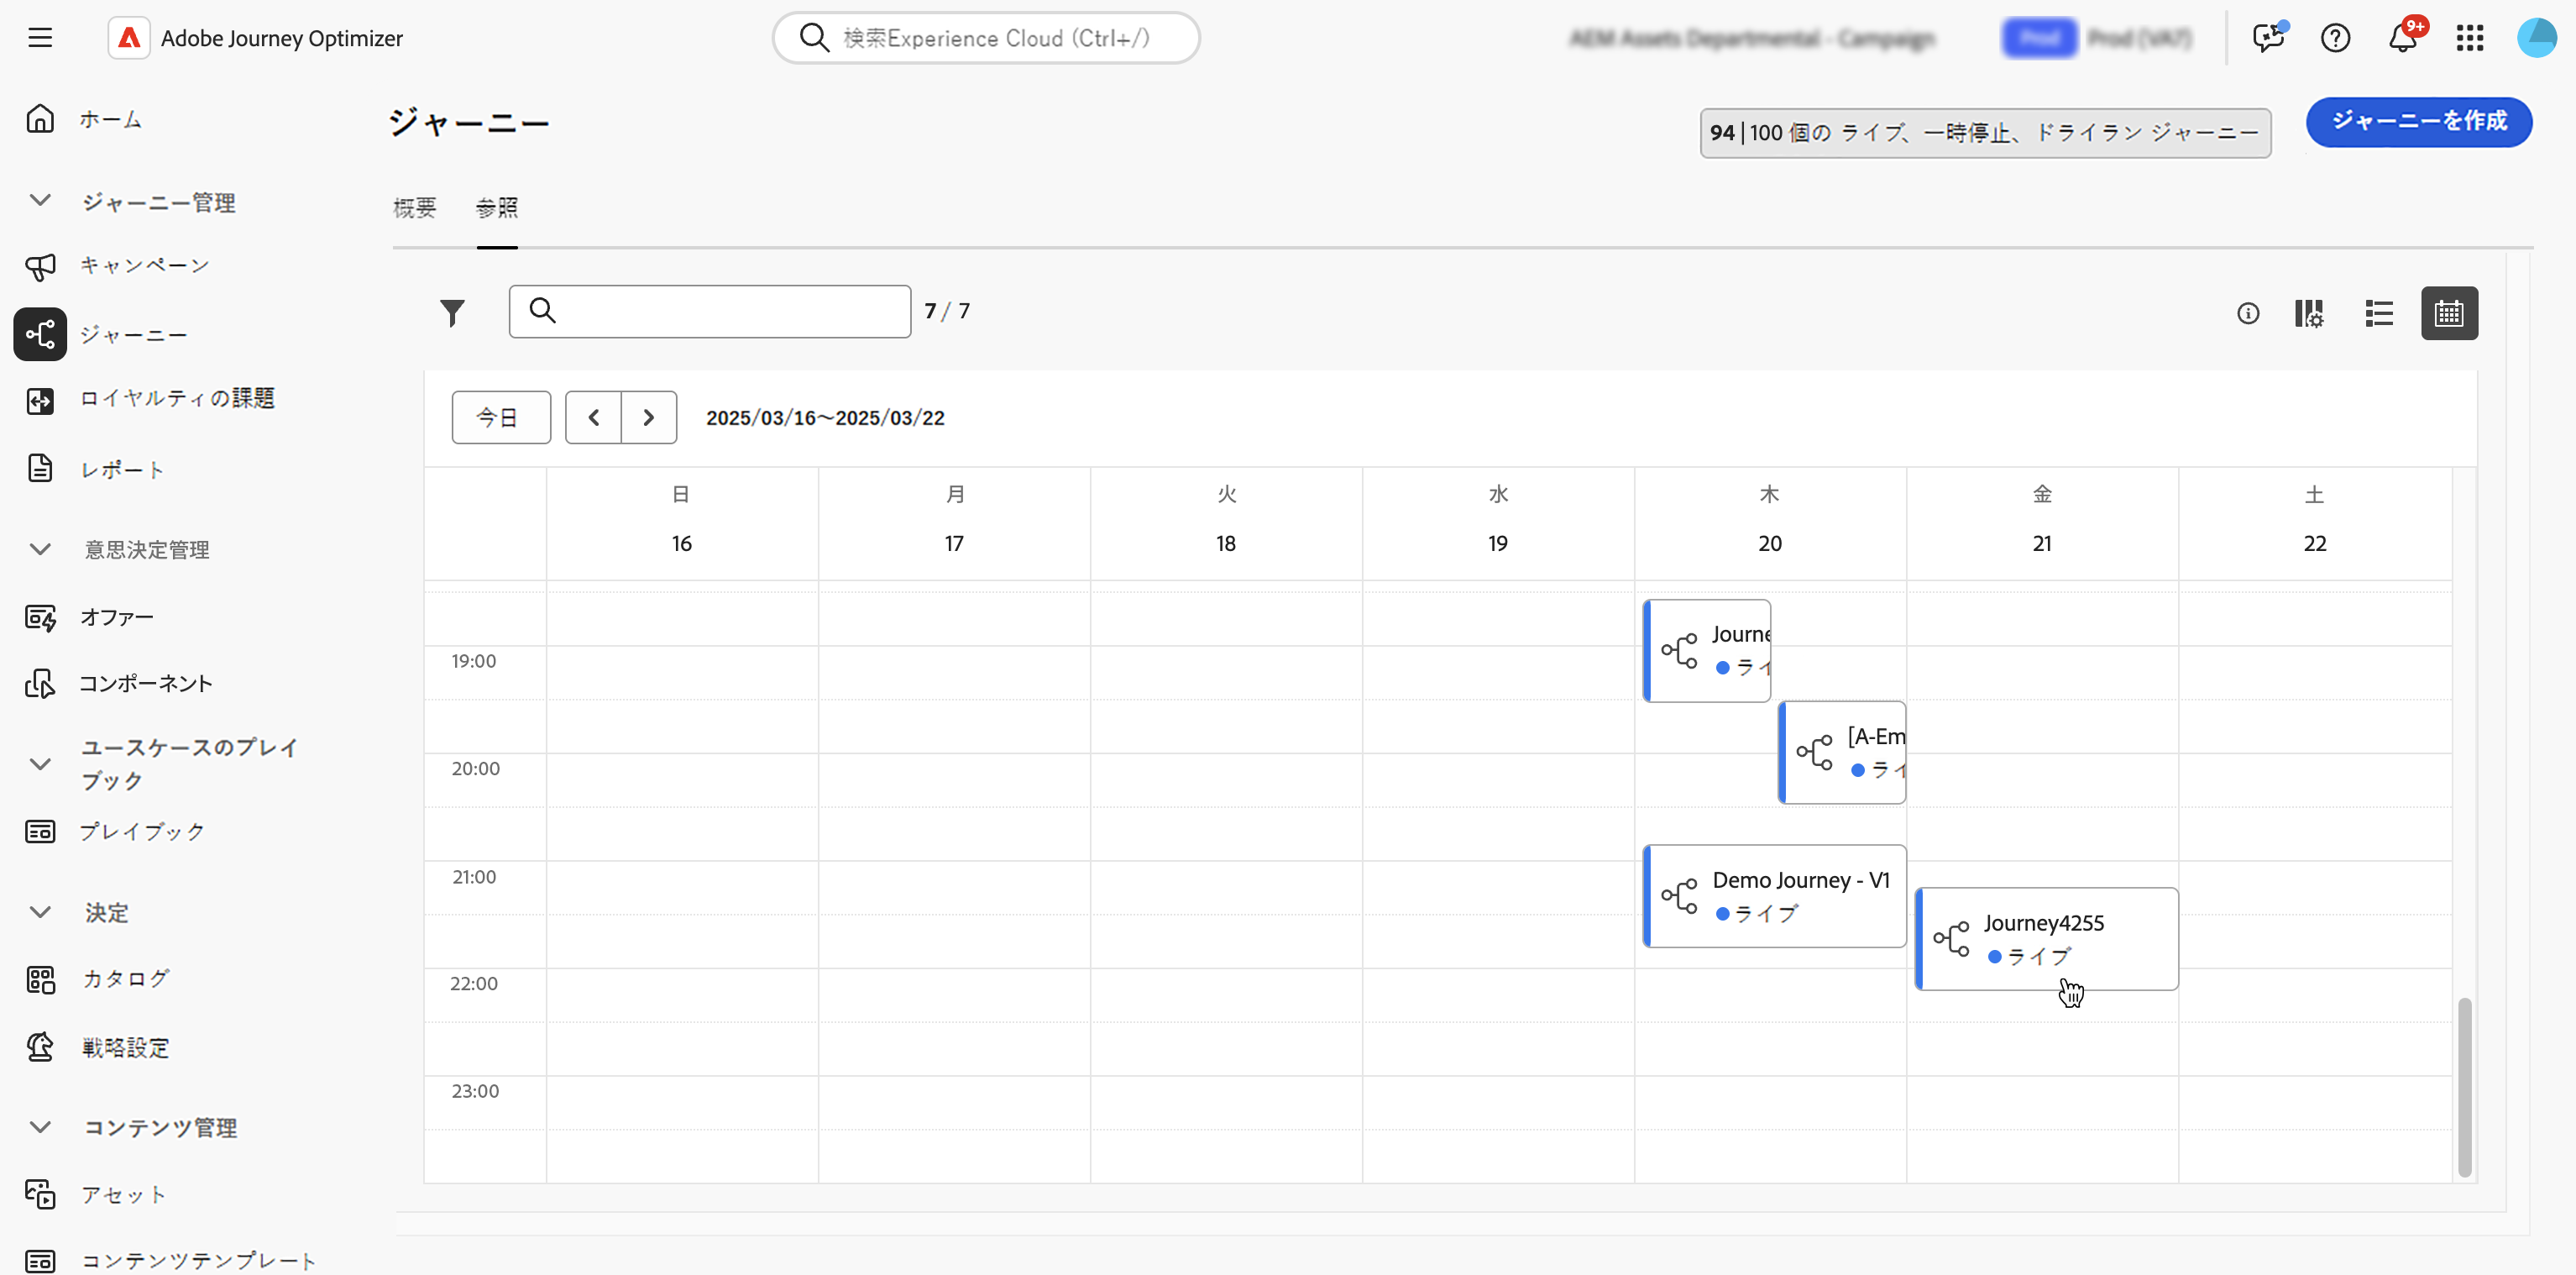 Adobe Journey Optimizer
検索Experience Cloud (Ctrl+/)
AEM Assets Departmental - Campaign
Prod
Prod (VA7)
9+
ホーム
ジャーニー管理
キャンペーン
ジャーニー
ロイヤルティの課題
レポート
意思決定管理
オファー
コンポーネント
ユースケースのプレイ
ブック
プレイブック
決定
カタログ
戦略設定
コンテンツ管理
アセット
コンテンツテンプレート
ジャーニー
94 | 100 個の ライブ、一時停止、ドライラン ジャーニー
ジャーニーを作成
概要
参照
7 / 7
今日
2025/03/16～2025/03/22
日
月
火
水
木
金
土
16
17
18
19
20
21
22
19:00
20:00
21:00
22:00
23:00
Journe
ライ
[A-Em
ライ
Demo Journey - V1
ライブ
Journey4255
ライブ